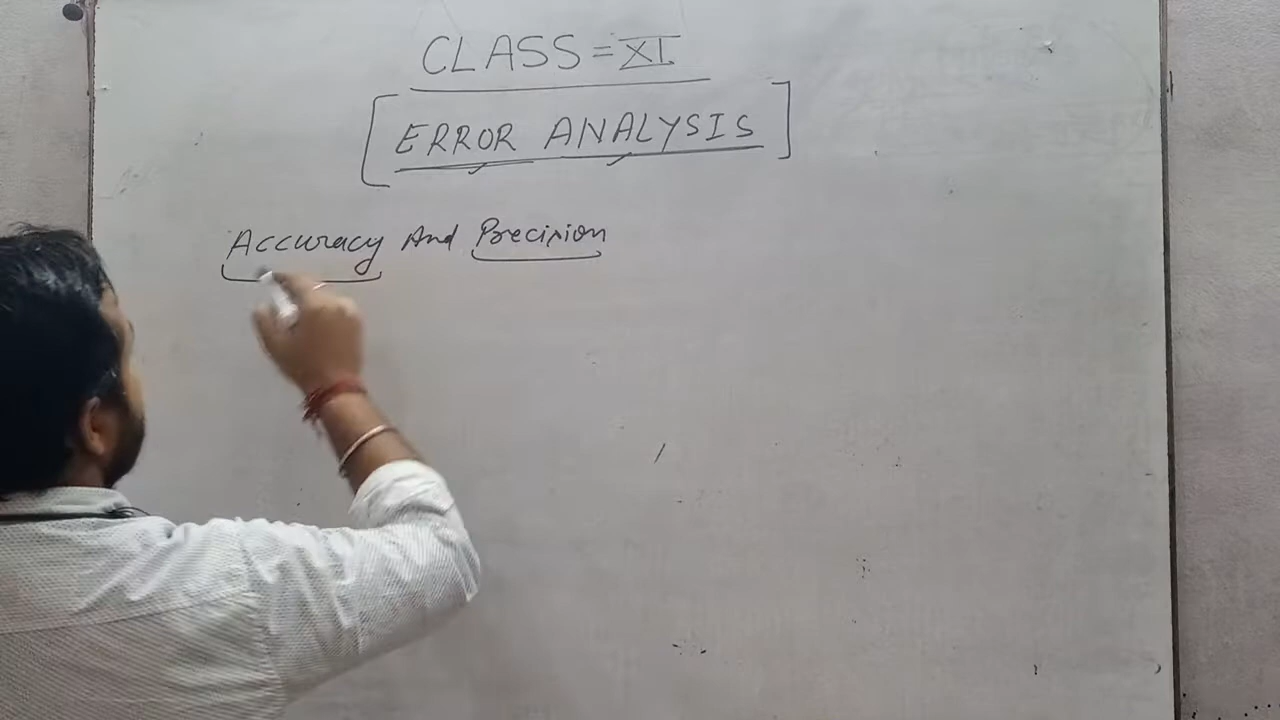 CLASS = XI
[ERROR ANALYSIS]
Accuracy And Precision